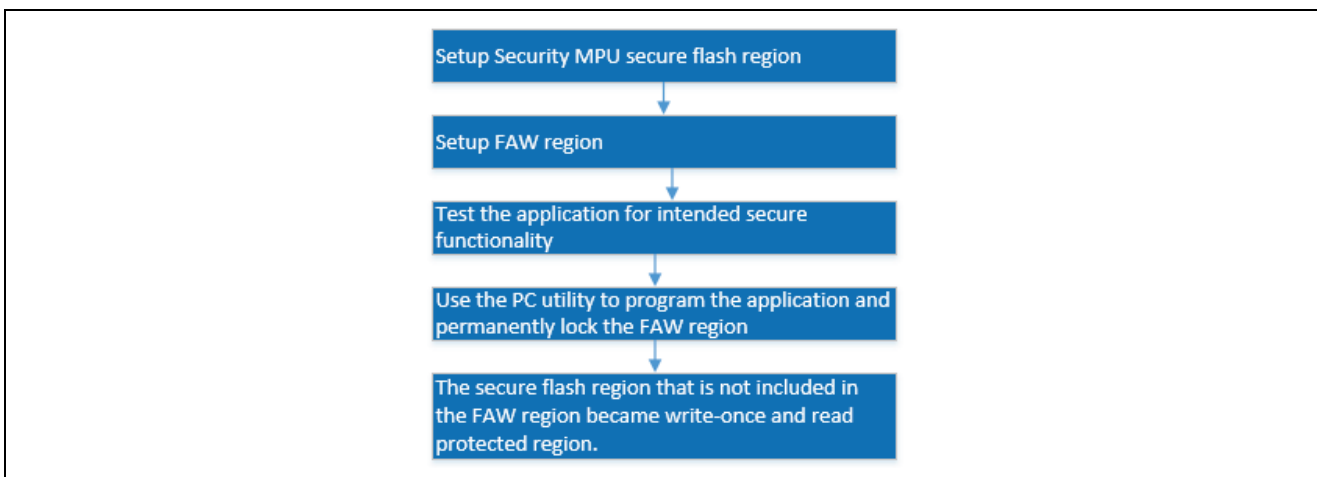 Setup Security MPU secure flash region
Setup FAW region
Test the application for intended secure
functionality
Use the PC utility to program the application and
permanently lock the FAW region
The secure flash region that is not included in
the FAW region became write-once and read
protected region.